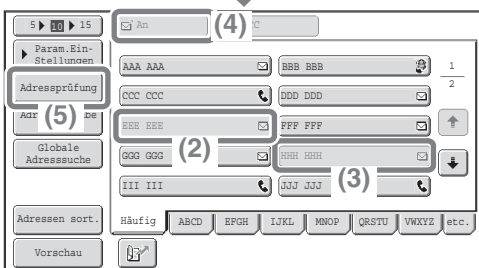 5 10 15
An
(4)
C
Param.Ein-
Stellungen
AAA AAA
BBB BBB
1
Adressprüfung
CCC CCC
DDD DDD
2
(5)
EEE EEE
FFF FFF
(2)
Globale
Adresssuche
GGG GGG
HHH HHH
(3)
III III
JJJ JJJ
Adressen sort.
Häufig
ABCD
EFGH
IJKL
MNOP
QRSTU
VWXYZ
etc.
Vorschau